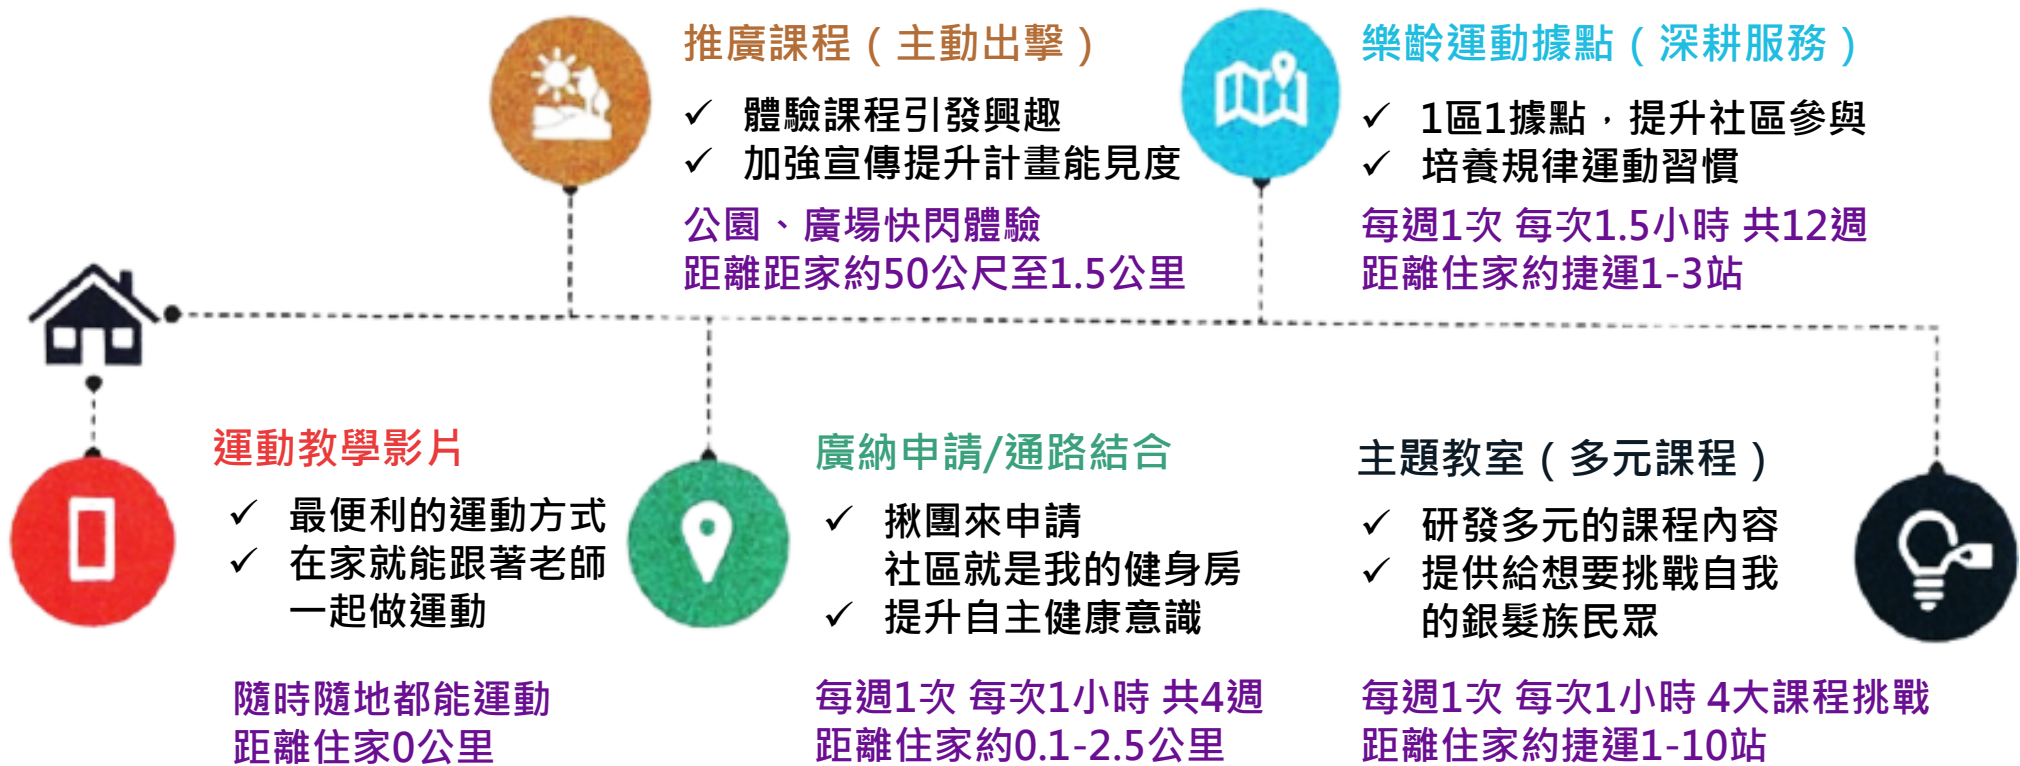 推廣課程（主動出擊）
✓ 體驗課程引發興趣
✓ 加強宣傳提升計畫能見度
公園、廣場快閃體驗
距離距家約50公尺至1.5公里
樂齡運動據點（深耕服務）
✓ 1區1據點，提升社區參與
✓ 培養規律運動習慣
每週1次 每次1.5小時 共12週
距離住家約捷運1-3站
運動教學影片
✓ 最便利的運動方式
✓ 在家就能跟著老師
一起做運動
隨時隨地都能運動
距離住家0公里
廣納申請/通路結合
✓ 揪團來申請
社區就是我的健身房
✓ 提升自主健康意識
每週1次 每次1小時 共4週
距離住家約0.1-2.5公里
主題教室（多元課程）
✓ 研發多元的課程內容
✓ 提供給想要挑戰自我
的銀髮族民眾
每週1次 每次1小時 4大課程挑戰
距離住家約捷運1-10站